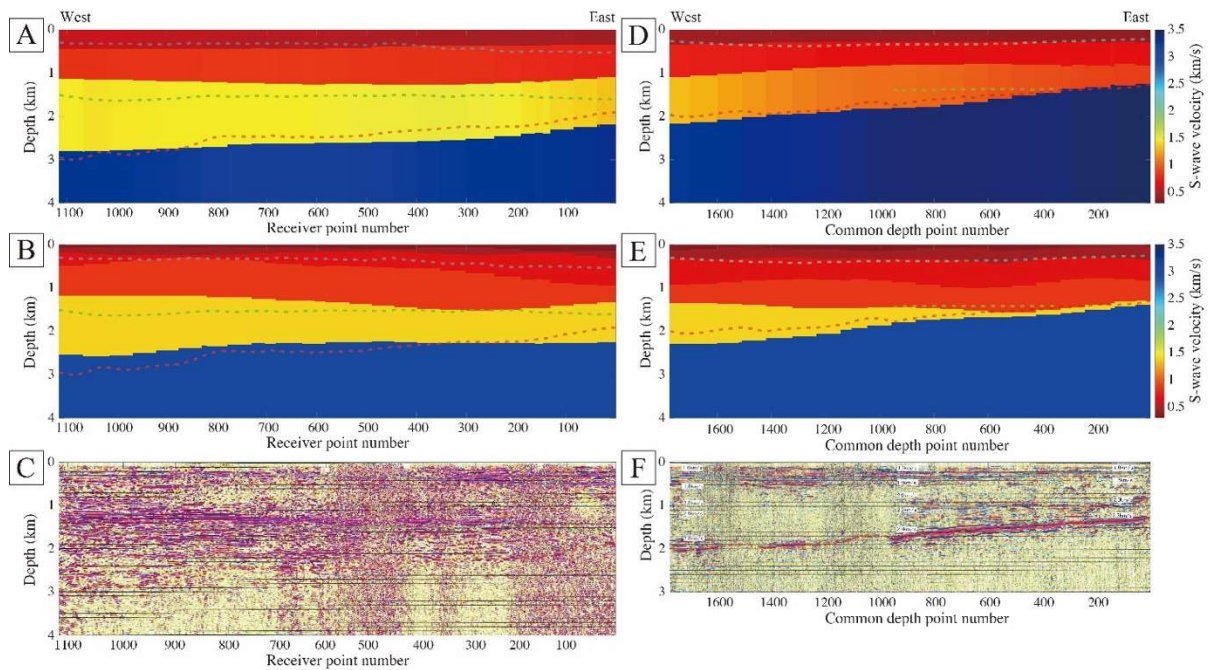 West East
A
0
1
2
3
4
Depth (km)
1100 1000 900 800 700 600 500 400 300 200 100
Receiver point number
B
0
1
2
3
4
Depth (km)
1100 1000 900 800 700 600 500 400 300 200 100
Receiver point number
C
0
1
2
3
4
Depth (km)
1100 1000 900 800 700 600 500 400 300 200 100
Receiver point number
West East
D
0
1
2
3
4
Depth (km)
1600 1400 1200 1000 800 600 400 200
Common depth point number
3.5
3
2.5
2
1.5
1
0.5
S-wave velocity (km/s)
E
0
1
2
3
4
Depth (km)
1600 1400 1200 1000 800 600 400 200
Common depth point number
3.5
3
2.5
2
1.5
1
0.5
S-wave velocity (km/s)
F
0
1
2
3
Depth (km)
1600 1400 1200 1000 800 600 400 200
Common depth point number